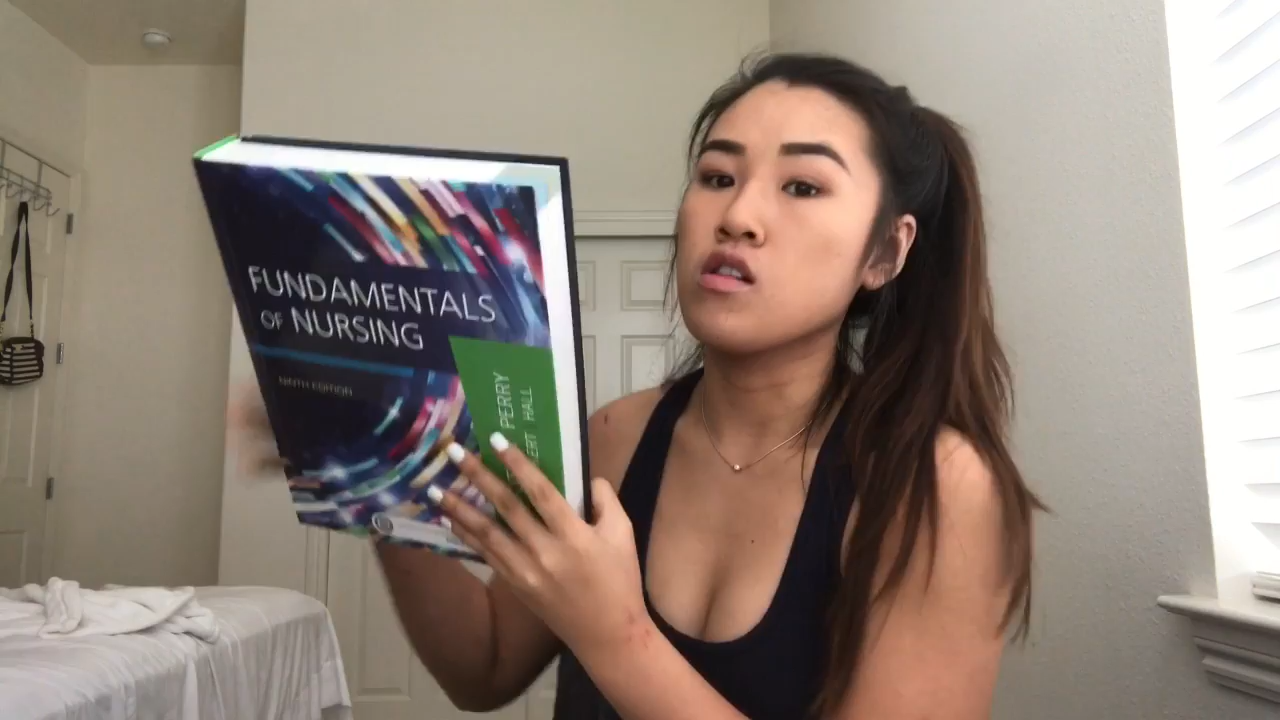 FUNDAMENTALS
OF NURSING
NINTH EDITION
PERRY
HALL